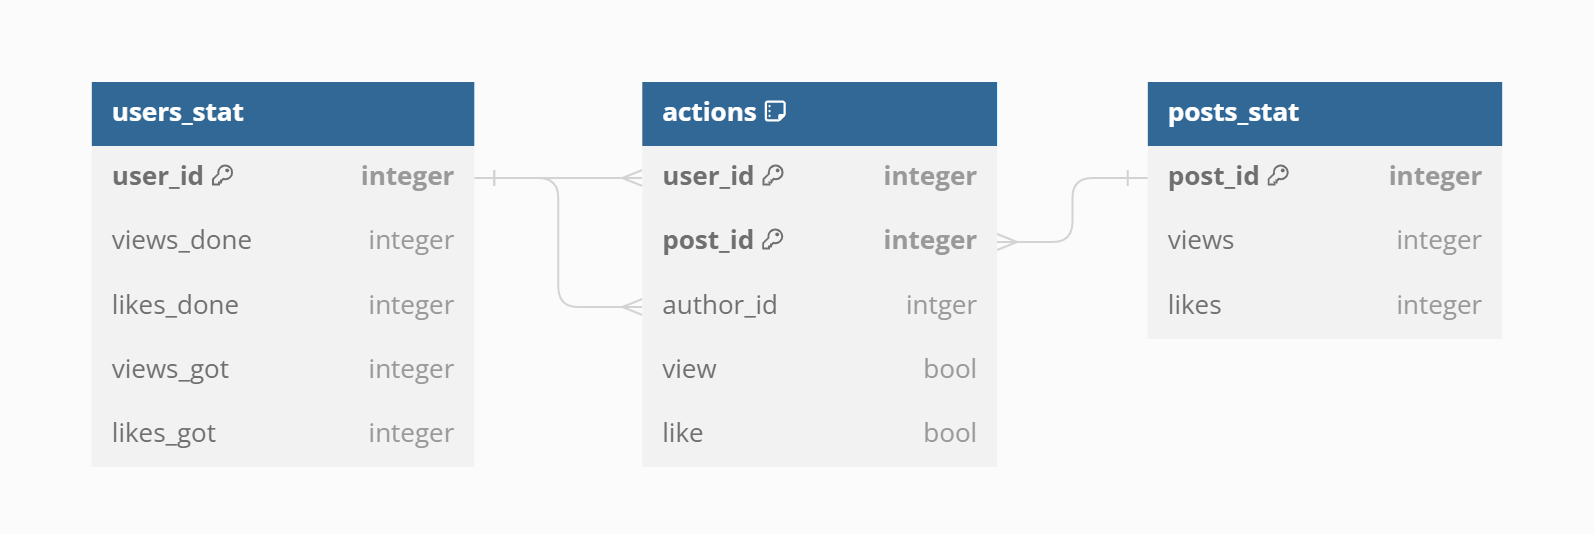 users_stat
user_id integer
views_done integer
likes_done integer
views_got integer
likes_got integer
actions
user_id integer
post_id integer
author_id intger
view bool
like bool
posts_stat
post_id integer
views integer
likes integer